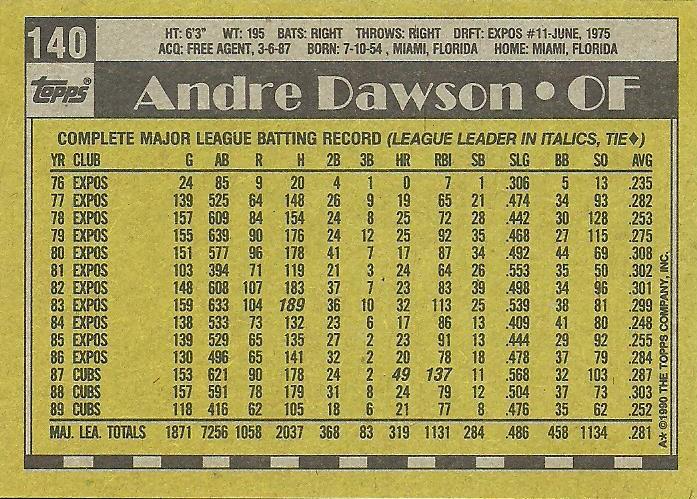 140
HT: 6'3" WT: 195 BATS: RIGHT THROWS: RIGHT DRFT: EXPOS #11-JUNE, 1975
ACQ: FREE AGENT, 3-6-87 BORN: 7-10-54 , MIAMI, FLORIDA HOME: MIAMI, FLORIDA
Topps®
Andre Dawson • OF
COMPLETE MAJOR LEAGUE BATTING RECORD (LEAGUE LEADER IN ITALICS, TIE♦)
YR CLUB G AB R H 2B 3B HR RBI SB SLG BB SO AVG
76 EXPOS 24 85 9 20 4 1 0 7 1 .306 5 13 .235
77 EXPOS 139 525 64 148 26 9 19 65 21 .474 34 93 .282
78 EXPOS 157 609 84 154 24 8 25 72 28 .442 30 128 .253
79 EXPOS 155 639 90 176 24 12 25 92 35 .468 27 115 .275
80 EXPOS 151 577 96 178 41 7 17 87 34 .492 44 69 .308
81 EXPOS 103 394 71 119 21 3 24 64 26 .553 35 50 .302
82 EXPOS 148 608 107 183 37 7 23 83 39 .498 34 96 .301
83 EXPOS 159 633 104 189 36 10 32 113 25 .539 38 81 .299
84 EXPOS 138 533 73 132 23 6 17 86 13 .409 41 80 .248
85 EXPOS 139 529 65 135 27 2 23 91 13 .444 29 92 .255
86 EXPOS 130 496 65 141 32 2 20 78 18 .478 37 79 .284
87 CUBS 153 621 90 178 24 2 49 137 11 .568 32 103 .287
88 CUBS 157 591 78 179 31 8 24 79 12 .504 37 73 .303
89 CUBS 118 416 62 105 18 6 21 77 8 .476 35 62 .252
MAJ. LEA. TOTALS 1871 7256 1058 2037 368 83 319 1131 284 .486 458 1134 .281
A★ ©1990 THE TOPPS COMPANY, INC.